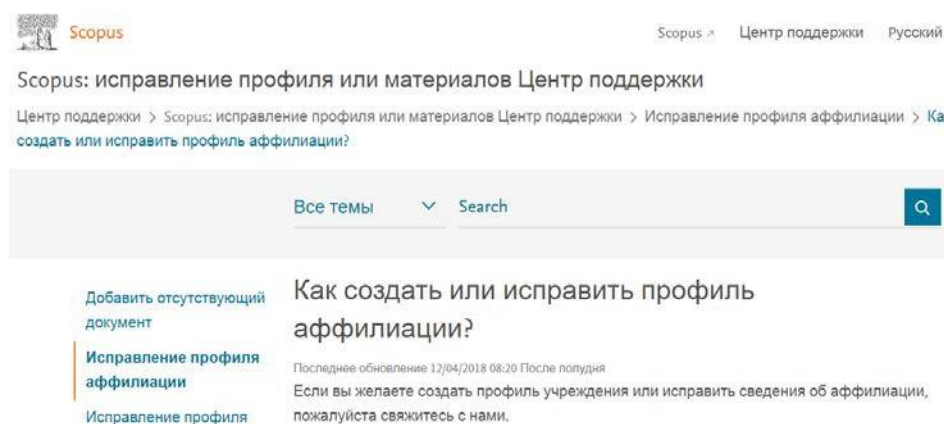 Scopus
Scopus ↗ Центр поддержки Русский
Scopus: исправление профиля или материалов Центр поддержки
Центр поддержки > Scopus: исправление профиля или материалов Центр поддержки > Исправление профиля аффилиации > Ка
создать или исправить профиль аффилиации?
Все темы Search
Добавить отсутствующий
документ
Исправление профиля
аффилиации
Исправление профиля
Как создать или исправить профиль
аффилиации?
Последнее обновление 12/04/2018 08:20 После полудня
Если вы желаете создать профиль учреждения или исправить сведения об аффилиации,
пожалуйста свяжитесь с нами.